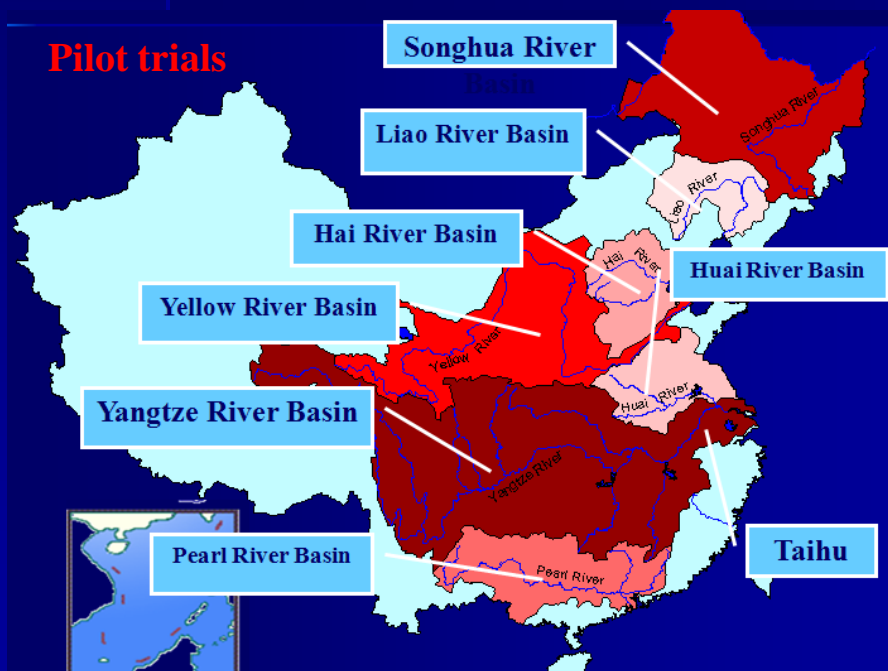 Pilot trials
Songhua River
Basin
Songhua River
Liao River Basin
Liao River
Hai River Basin
Hai River
Huai River Basin
Yellow River Basin
Yellow River
Huai River
Yangtze River Basin
Yangtze River
Pearl River Basin
Pearl River
Taihu